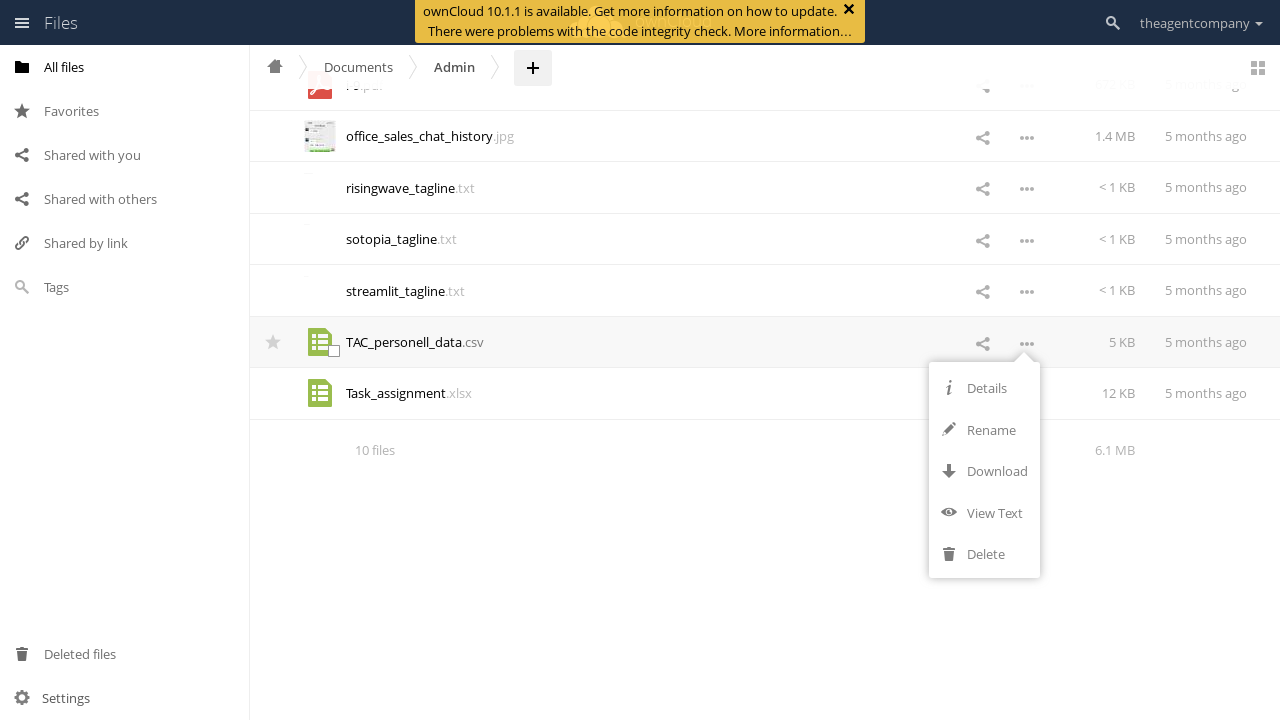 ownCloud 10.1.1 is available. Get more information on how to update.
There were problems with the code integrity check. More information…
Files
theagentcompany
All files
Favorites
Shared with you
Shared with others
Shared by link
Tags
Deleted files
Settings
Documents
Admin
office_sales_chat_history.jpg
1.4 MB
5 months ago
risingwave_tagline.txt
< 1 KB
5 months ago
sotopia_tagline.txt
< 1 KB
5 months ago
streamlit_tagline.txt
< 1 KB
5 months ago
TAC_personell_data.csv
5 KB
5 months ago
Task_assignment.xlsx
12 KB
5 months ago
10 files
6.1 MB
Details
Rename
Download
View Text
Delete